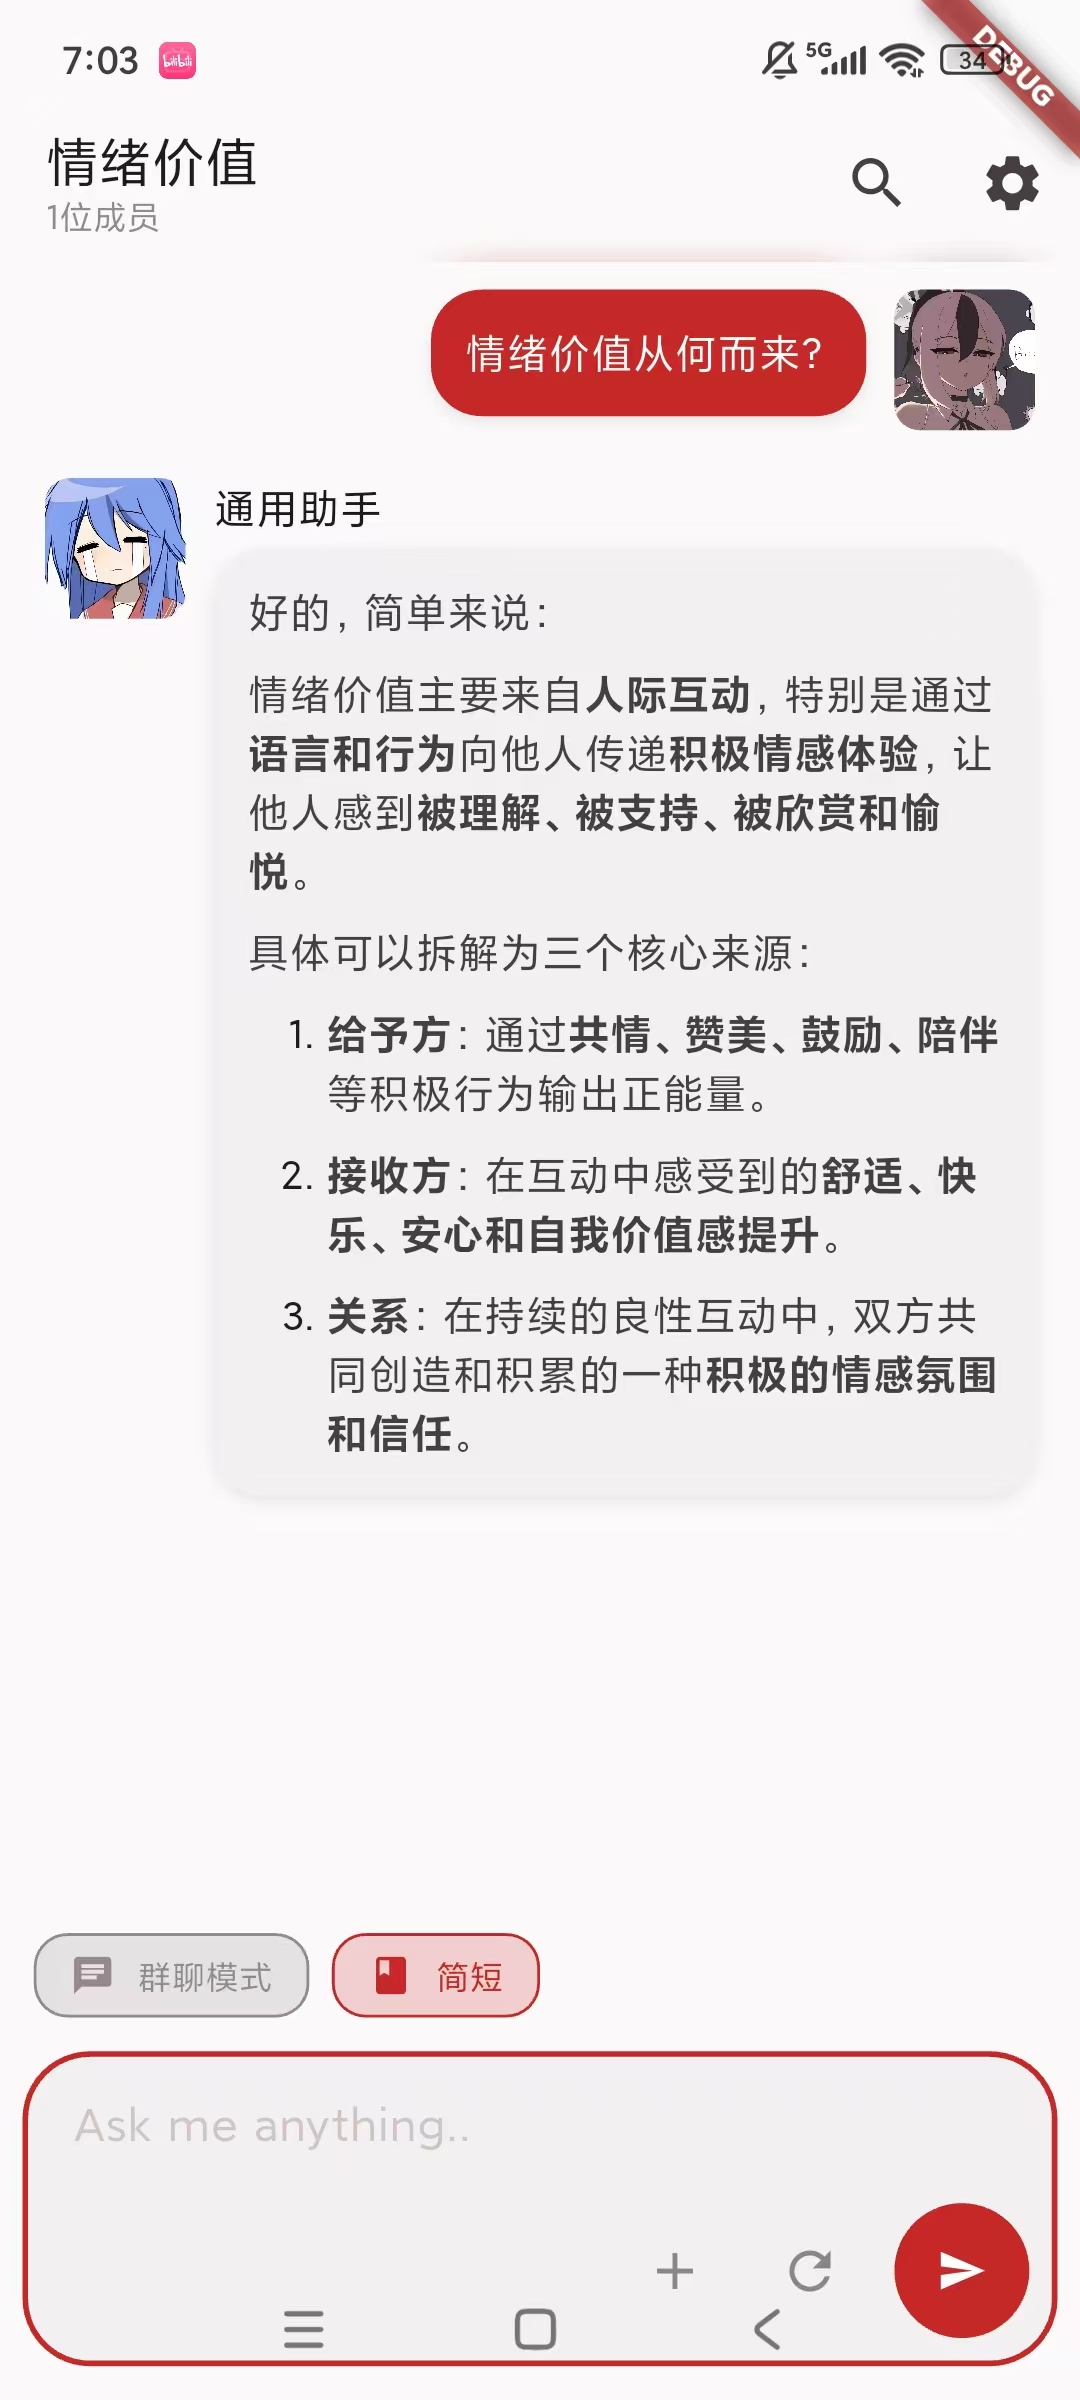 7:03
bilibili
5G
34
DEBUG
情绪价值
1位成员
情绪价值从何而来？
通用助手
好的，简单来说：
情绪价值主要来自人际互动，特别是通过
语言和行为向他人传递积极情感体验，让
他人感到被理解、被支持、被欣赏和愉
悦。
具体可以拆解为三个核心来源：
1. 给予方：通过共情、赞美、鼓励、陪伴
等积极行为输出正能量。
2. 接收方：在互动中感受到的舒适、快
乐、安心和自我价值感提升。
3. 关系：在持续的良性互动中，双方共
同创造和积累的一种积极的情感氛围
和信任。
群聊模式
简短
Ask me anything..